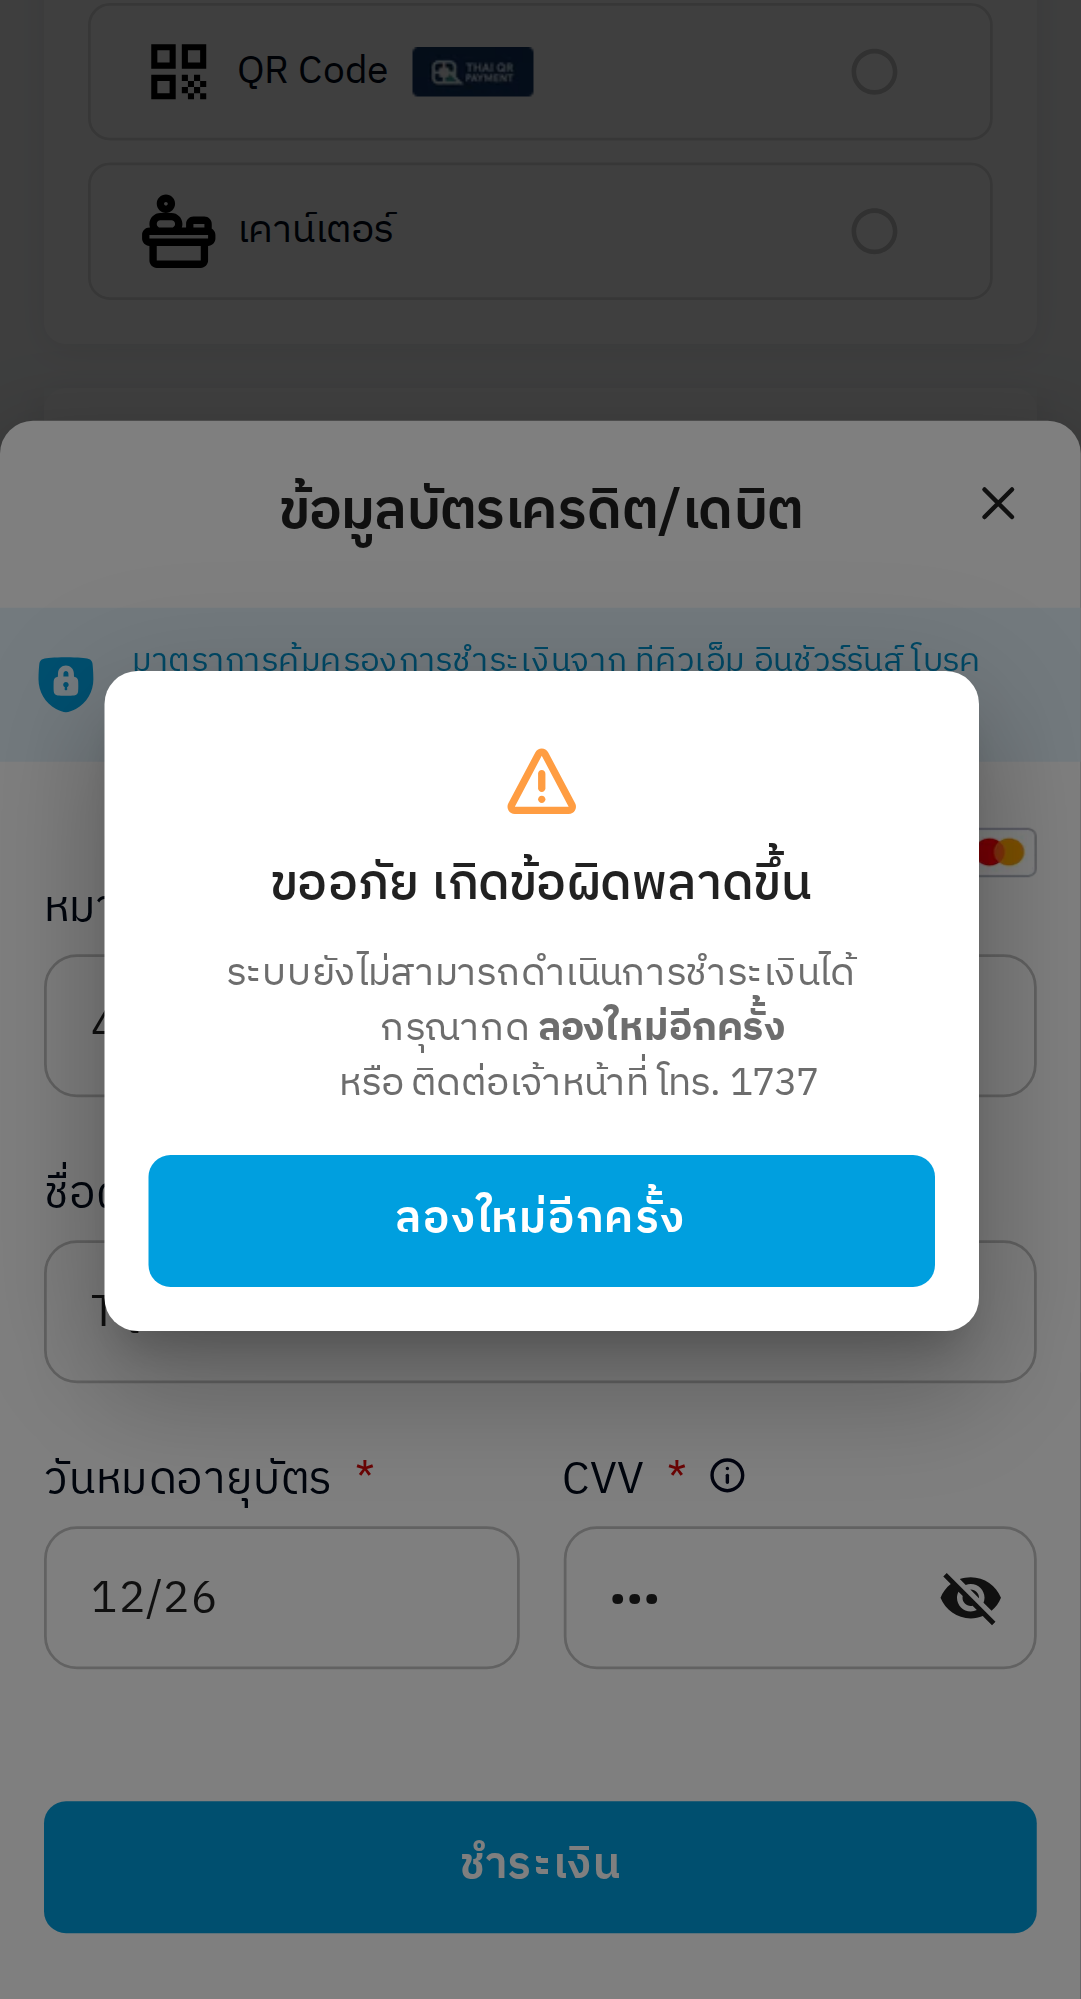 QR Code
THAI QR
PAYMENT
เคาน์เตอร์
ข้อมูลบัตรเครดิต/เดบิต
มาตราการคุ้มครองการชำระเงินจาก ทีคิวเอ็ม อินชัวร์รันส์ โบรค
ขออภัย เกิดข้อผิดพลาดขึ้น
ระบบยังไม่สามารถดำเนินการชำระเงินได้
กรุณากด ลองใหม่อีกครั้ง
หรือ ติดต่อเจ้าหน้าที่ โทร. 1737
ลองใหม่อีกครั้ง
วันหมดอายุบัตร *
CVV *
12/26
•••
ชำระเงิน